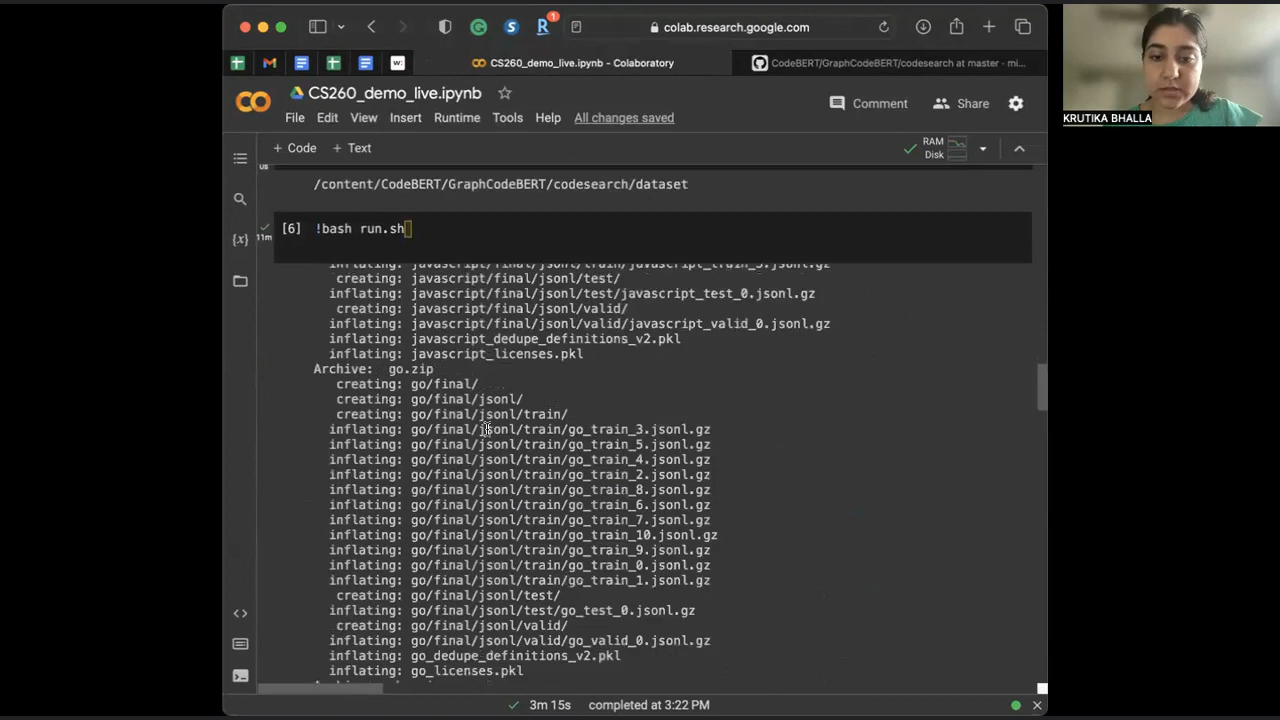 1
colab.research.google.com
w:
CS260_demo_live.ipynb - Colaboratory
CodeBERT/GraphCodeBERT/codesearch at master · mi...
KRUTIKA BHALLA
CS260_demo_live.ipynb
Comment
Share
File Edit View Insert Runtime Tools Help All changes saved
+ Code + Text
RAM
Disk
0s
/content/CodeBERT/GraphCodeBERT/codesearch/dataset
[6] !bash run.sh
11m
{x}
inflating: javascript/final/jsonl/train/javascript_train_3.jsonl.gz
creating: javascript/final/jsonl/test/
inflating: javascript/final/jsonl/test/javascript_test_0.jsonl.gz
creating: javascript/final/jsonl/valid/
inflating: javascript/final/jsonl/valid/javascript_valid_0.jsonl.gz
inflating: javascript_dedupe_definitions_v2.pkl
inflating: javascript_licenses.pkl
Archive: go.zip
creating: go/final/
creating: go/final/jsonl/
creating: go/final/jsonl/train/
inflating: go/final/jsonl/train/go_train_3.jsonl.gz
inflating: go/final/jsonl/train/go_train_5.jsonl.gz
inflating: go/final/jsonl/train/go_train_4.jsonl.gz
inflating: go/final/jsonl/train/go_train_2.jsonl.gz
inflating: go/final/jsonl/train/go_train_8.jsonl.gz
inflating: go/final/jsonl/train/go_train_6.jsonl.gz
inflating: go/final/jsonl/train/go_train_7.jsonl.gz
inflating: go/final/jsonl/train/go_train_10.jsonl.gz
inflating: go/final/jsonl/train/go_train_9.jsonl.gz
inflating: go/final/jsonl/train/go_train_0.jsonl.gz
inflating: go/final/jsonl/train/go_train_1.jsonl.gz
creating: go/final/jsonl/test/
inflating: go/final/jsonl/test/go_test_0.jsonl.gz
creating: go/final/jsonl/valid/
inflating: go/final/jsonl/valid/go_valid_0.jsonl.gz
inflating: go_dedupe_definitions_v2.pkl
inflating: go_licenses.pkl
3m 15s completed at 3:22 PM